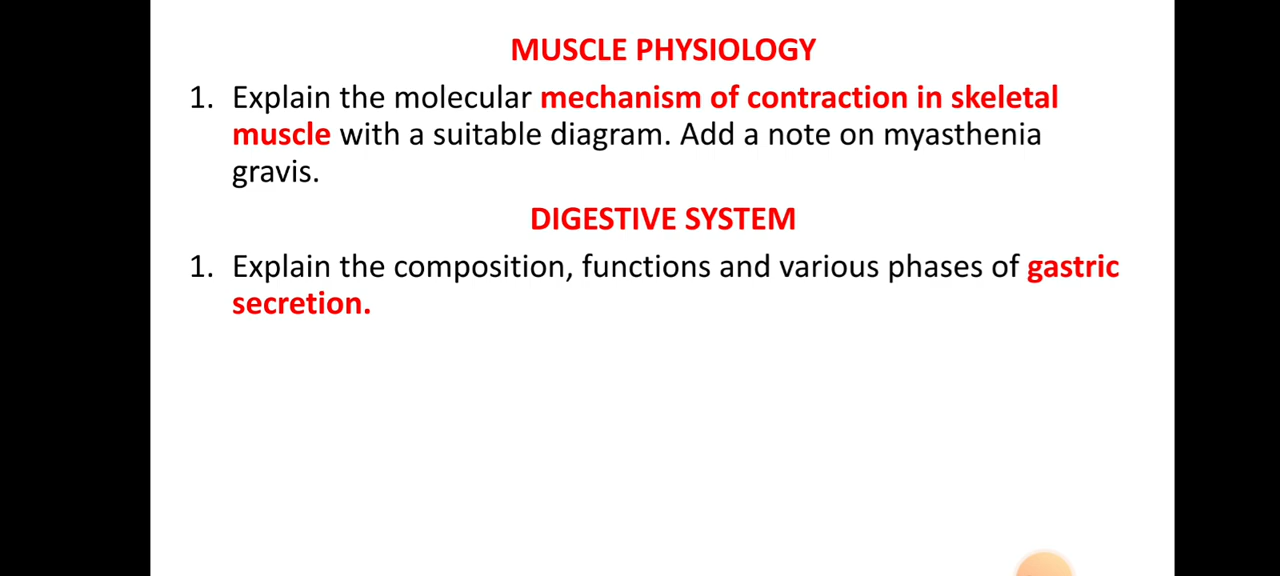 MUSCLE PHYSIOLOGY
1. Explain the molecular mechanism of contraction in skeletal
muscle with a suitable diagram. Add a note on myasthenia
gravis.
DIGESTIVE SYSTEM
1. Explain the composition, functions and various phases of gastric
secretion.